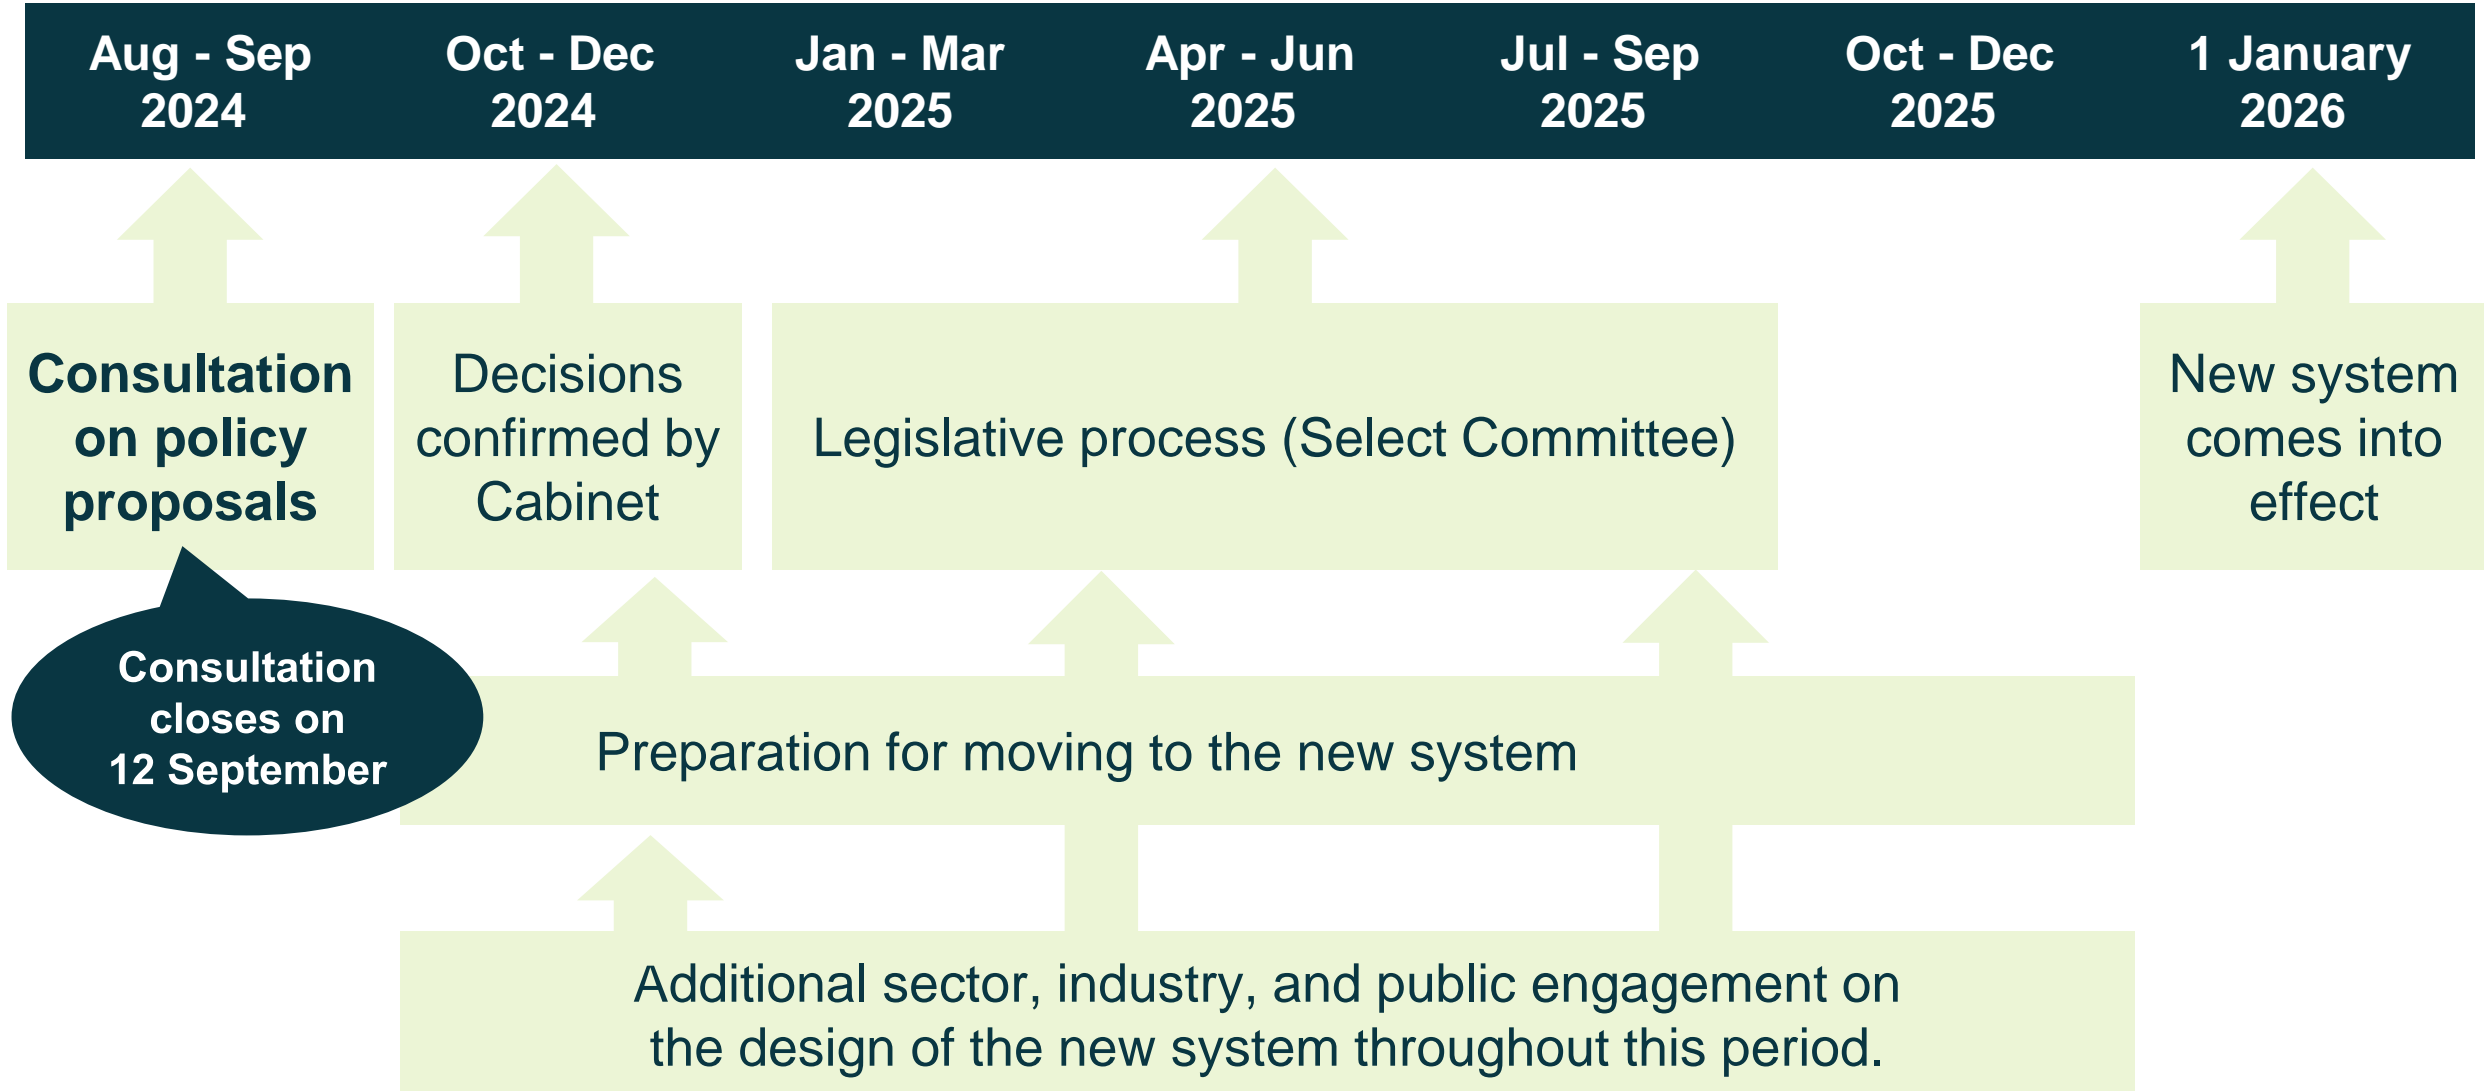 Aug - Sep
2024
Oct - Dec
2024
Jan - Mar
2025
Apr - Jun
2025
Jul - Sep
2025
Oct - Dec
2025
1 January
2026
Consultation
on policy
proposals
Decisions
confirmed by
Cabinet
Legislative process (Select Committee)
New system
comes into
effect
Consultation
closes on
12 September
Preparation for moving to the new system
Additional sector, industry, and public engagement on
the design of the new system throughout this period.